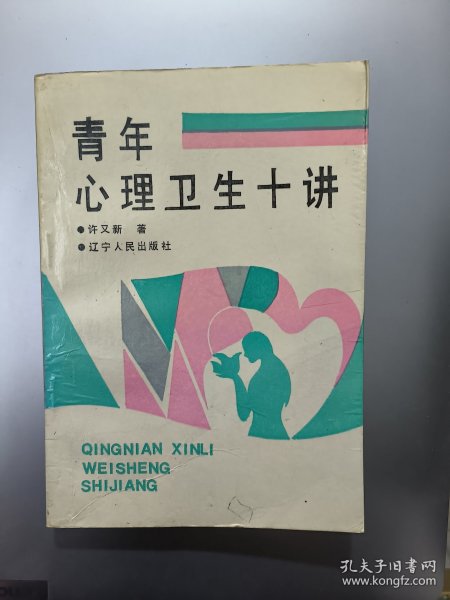 青年
心理卫生十讲
许又新 著
辽宁人民出版社
QINGNIAN XINLI
WEISHENG
SHIJIANG
孔夫子旧书网
www.kongfz.com